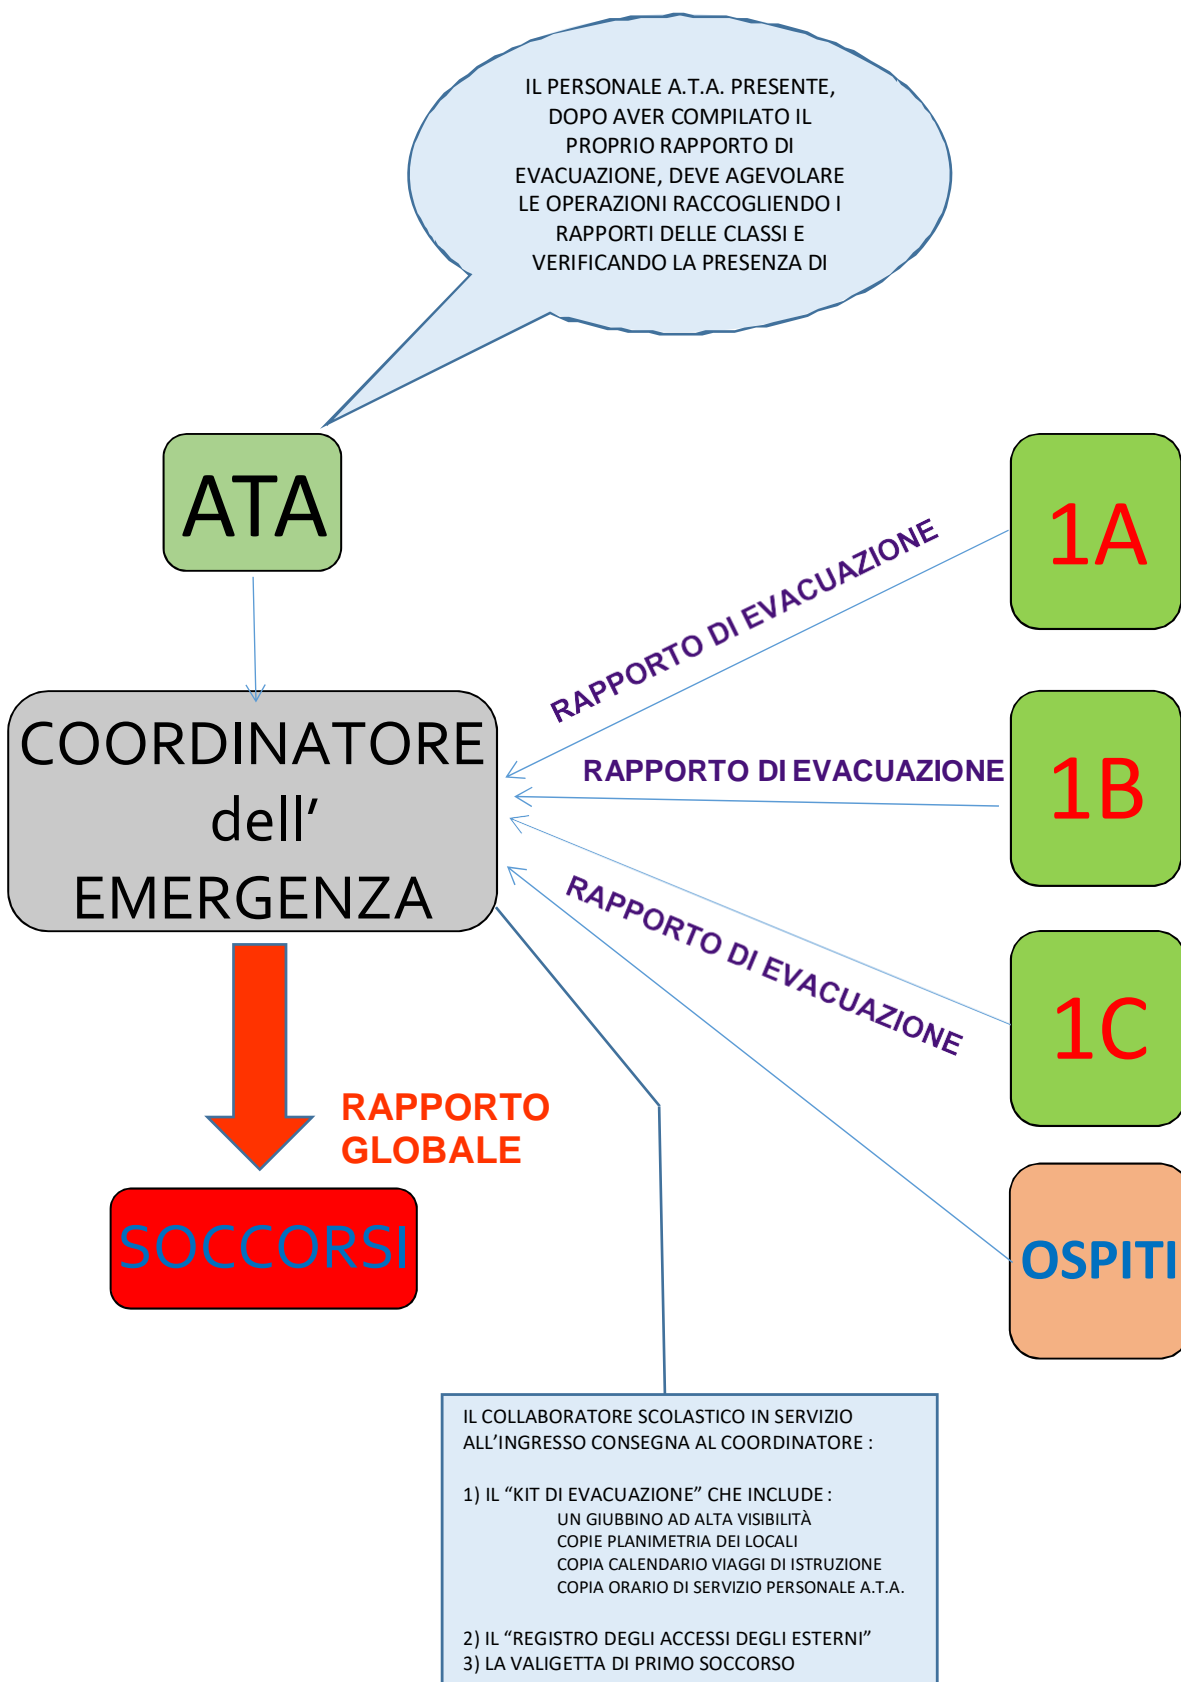 IL PERSONALE A.T.A. PRESENTE,
DOPO AVER COMPILATO IL
PROPRIO RAPPORTO DI
EVACUAZIONE, DEVE AGEVOLARE
LE OPERAZIONI RACCOGLIENDO I
RAPPORTI DELLE CLASSI E
VERIFICANDO LA PRESENZA DI
ATA
1A
RAPPORTO DI EVACUAZIONE
COORDINATORE
dell'
EMERGENZA
RAPPORTO DI EVACUAZIONE
1B
RAPPORTO DI EVACUAZIONE
1C
RAPPORTO
GLOBALE
SOCCORSI
OSPITI
IL COLLABORATORE SCOLASTICO IN SERVIZIO
ALL’INGRESSO CONSEGNA AL COORDINATORE :
1) IL “KIT DI EVACUAZIONE” CHE INCLUDE :
UN GIUBBINO AD ALTA VISIBILITÀ
COPIE PLANIMETRIA DEI LOCALI
COPIA CALENDARIO VIAGGI DI ISTRUZIONE
COPIA ORARIO DI SERVIZIO PERSONALE A.T.A.
2) IL “REGISTRO DEGLI ACCESSI DEGLI ESTERNI”
3) LA VALIGETTA DI PRIMO SOCCORSO